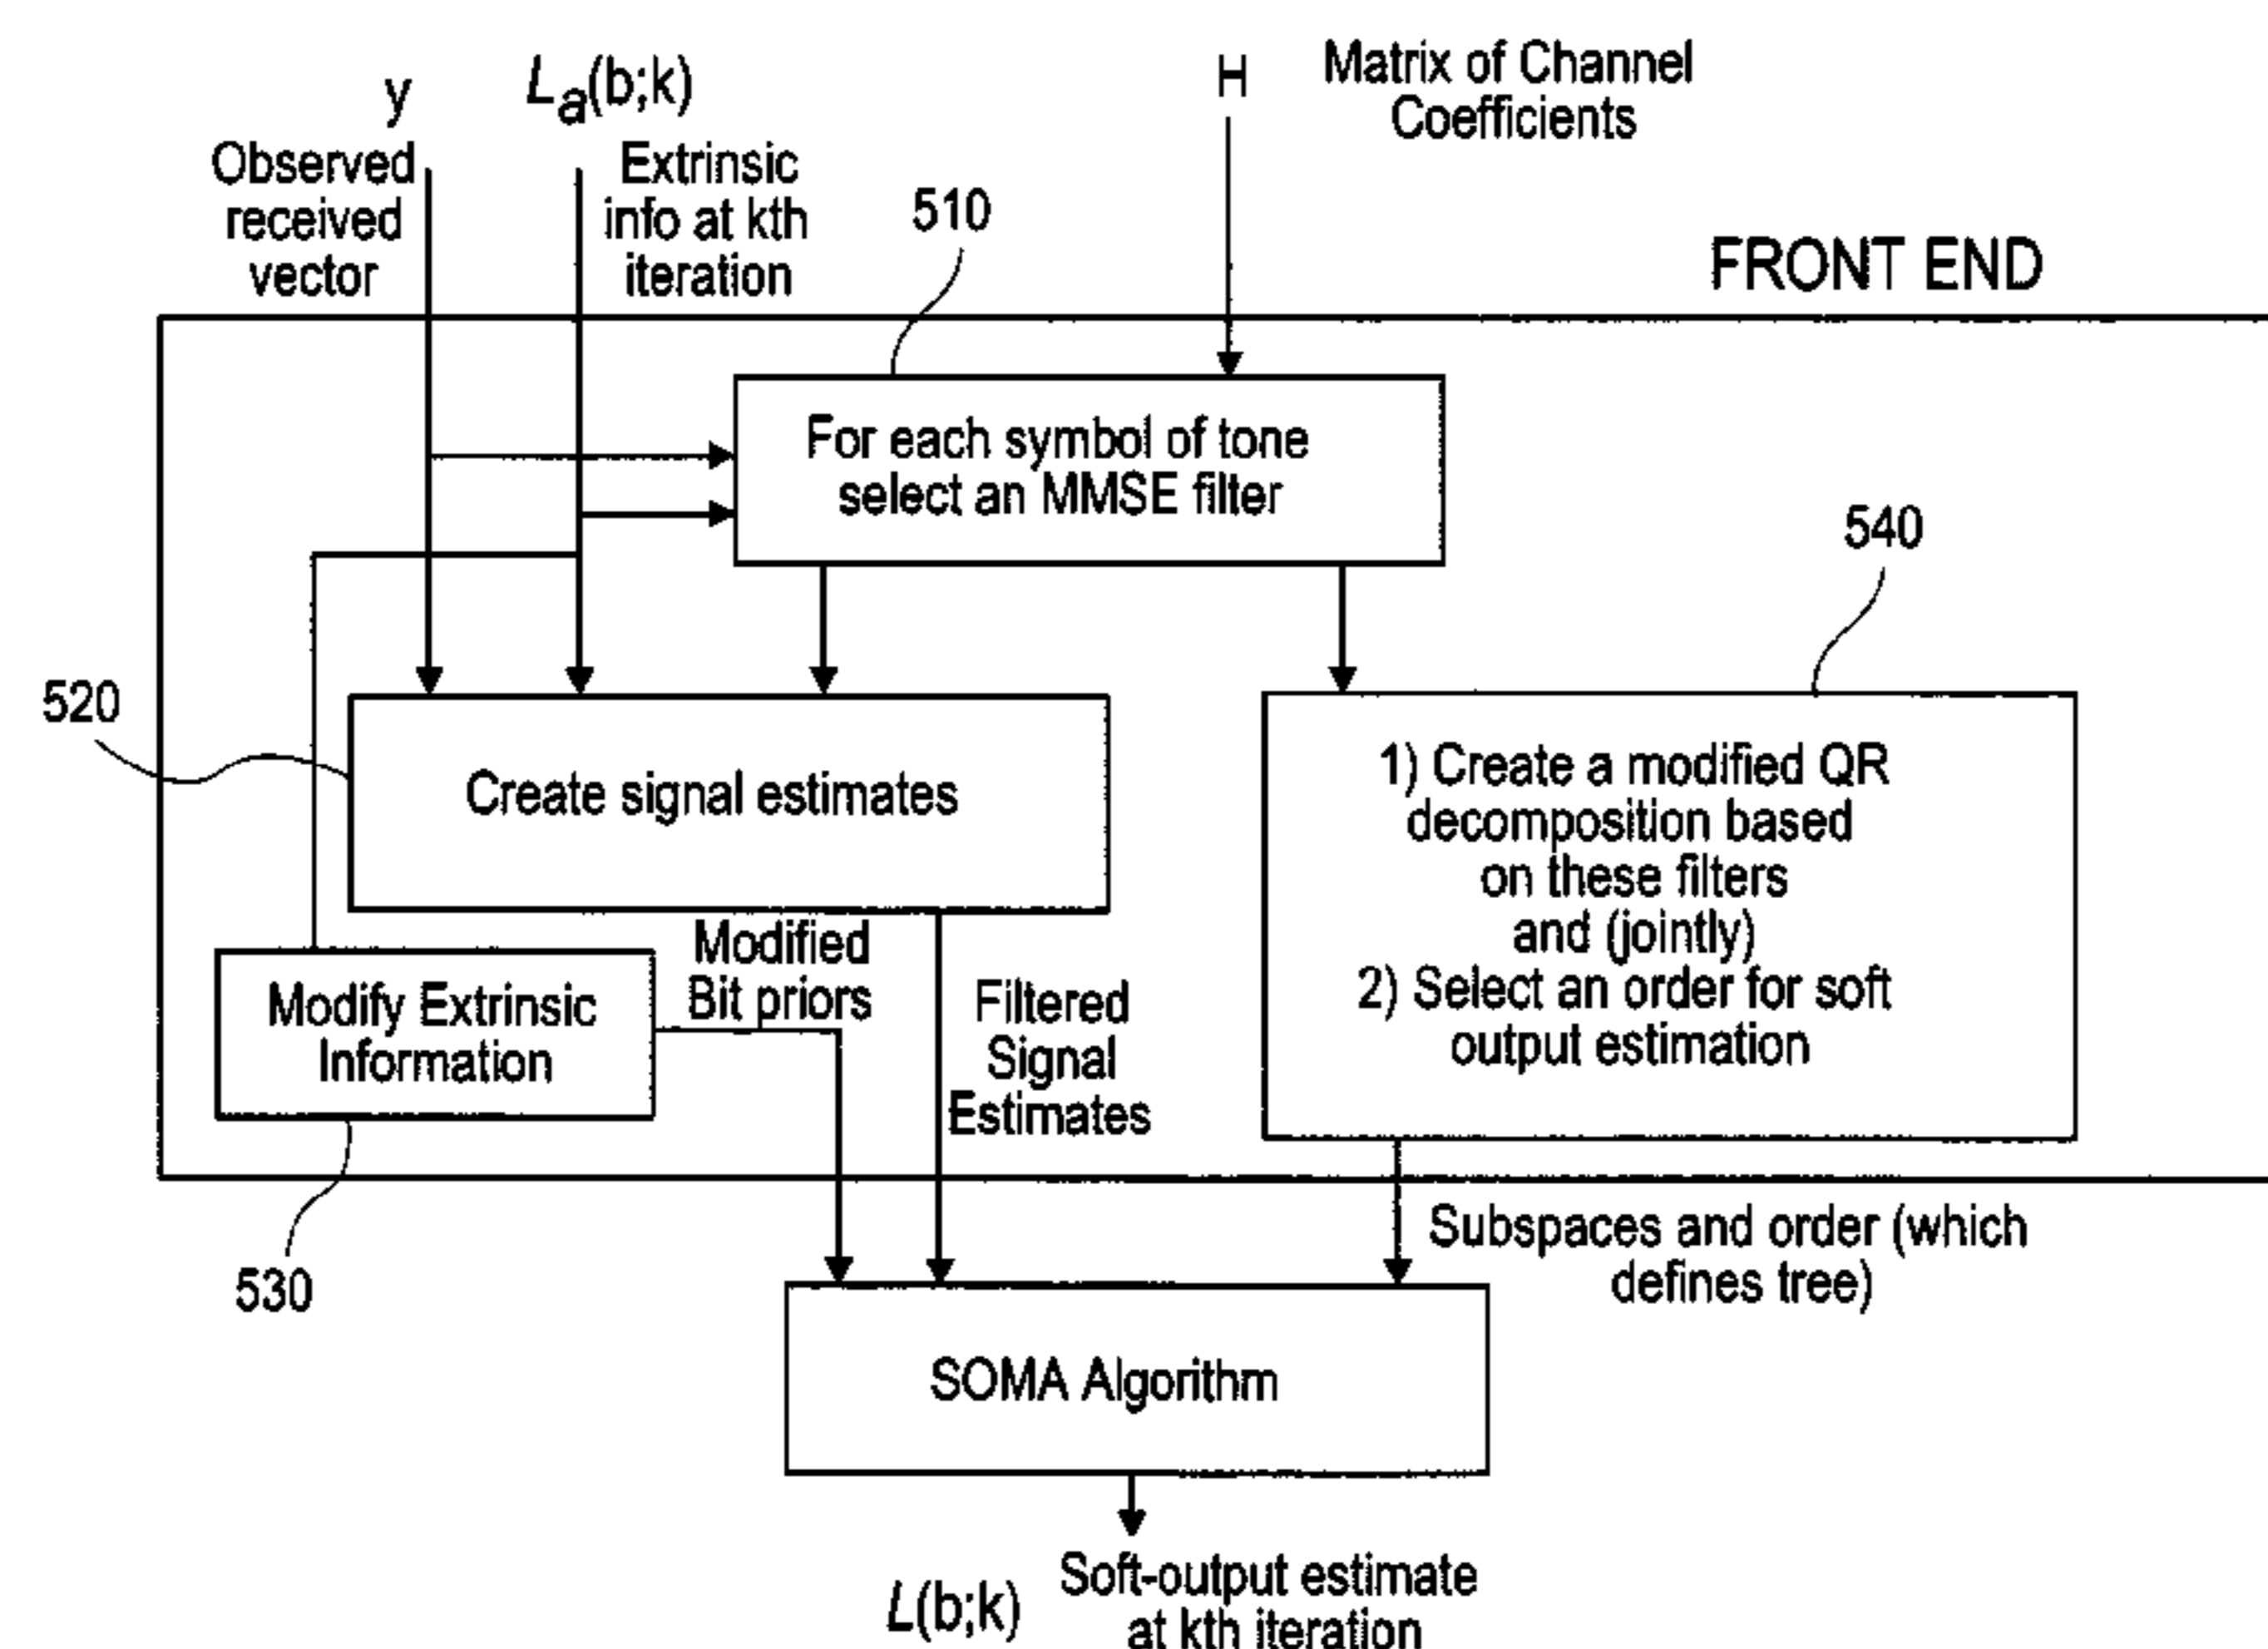 y
Observed
received
vector
La(b;k)
Extrinsic
info at kth
iteration
H
Matrix of Channel
Coefficients
510
FRONT END
For each symbol of tone
select an MMSE filter
540
520
Create signal estimates
1) Create a modified QR
decomposition based
on these filters
and (jointly)
2) Select an order for soft
output estimation
Modify Extrinsic
Information
Modified
Bit priors
Filtered
Signal
Estimates
530
Subspaces and order (which
defines tree)
SOMA Algorithm
L(b;k)
Soft-output estimate
at kth iteration